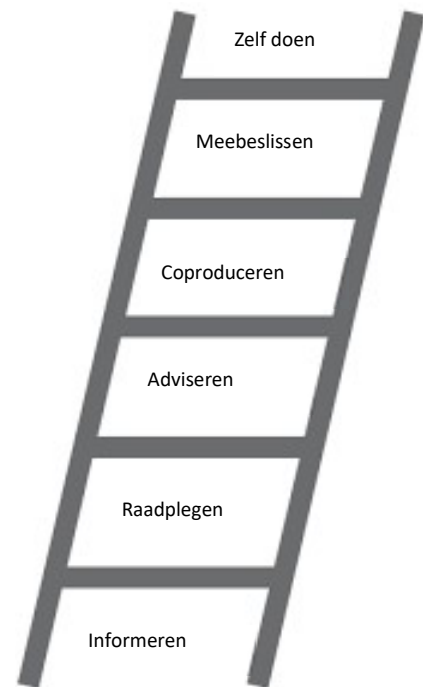 Zelf doen
Meebeslissen
Coproduceren
Adviseren
Raadplegen
Informeren